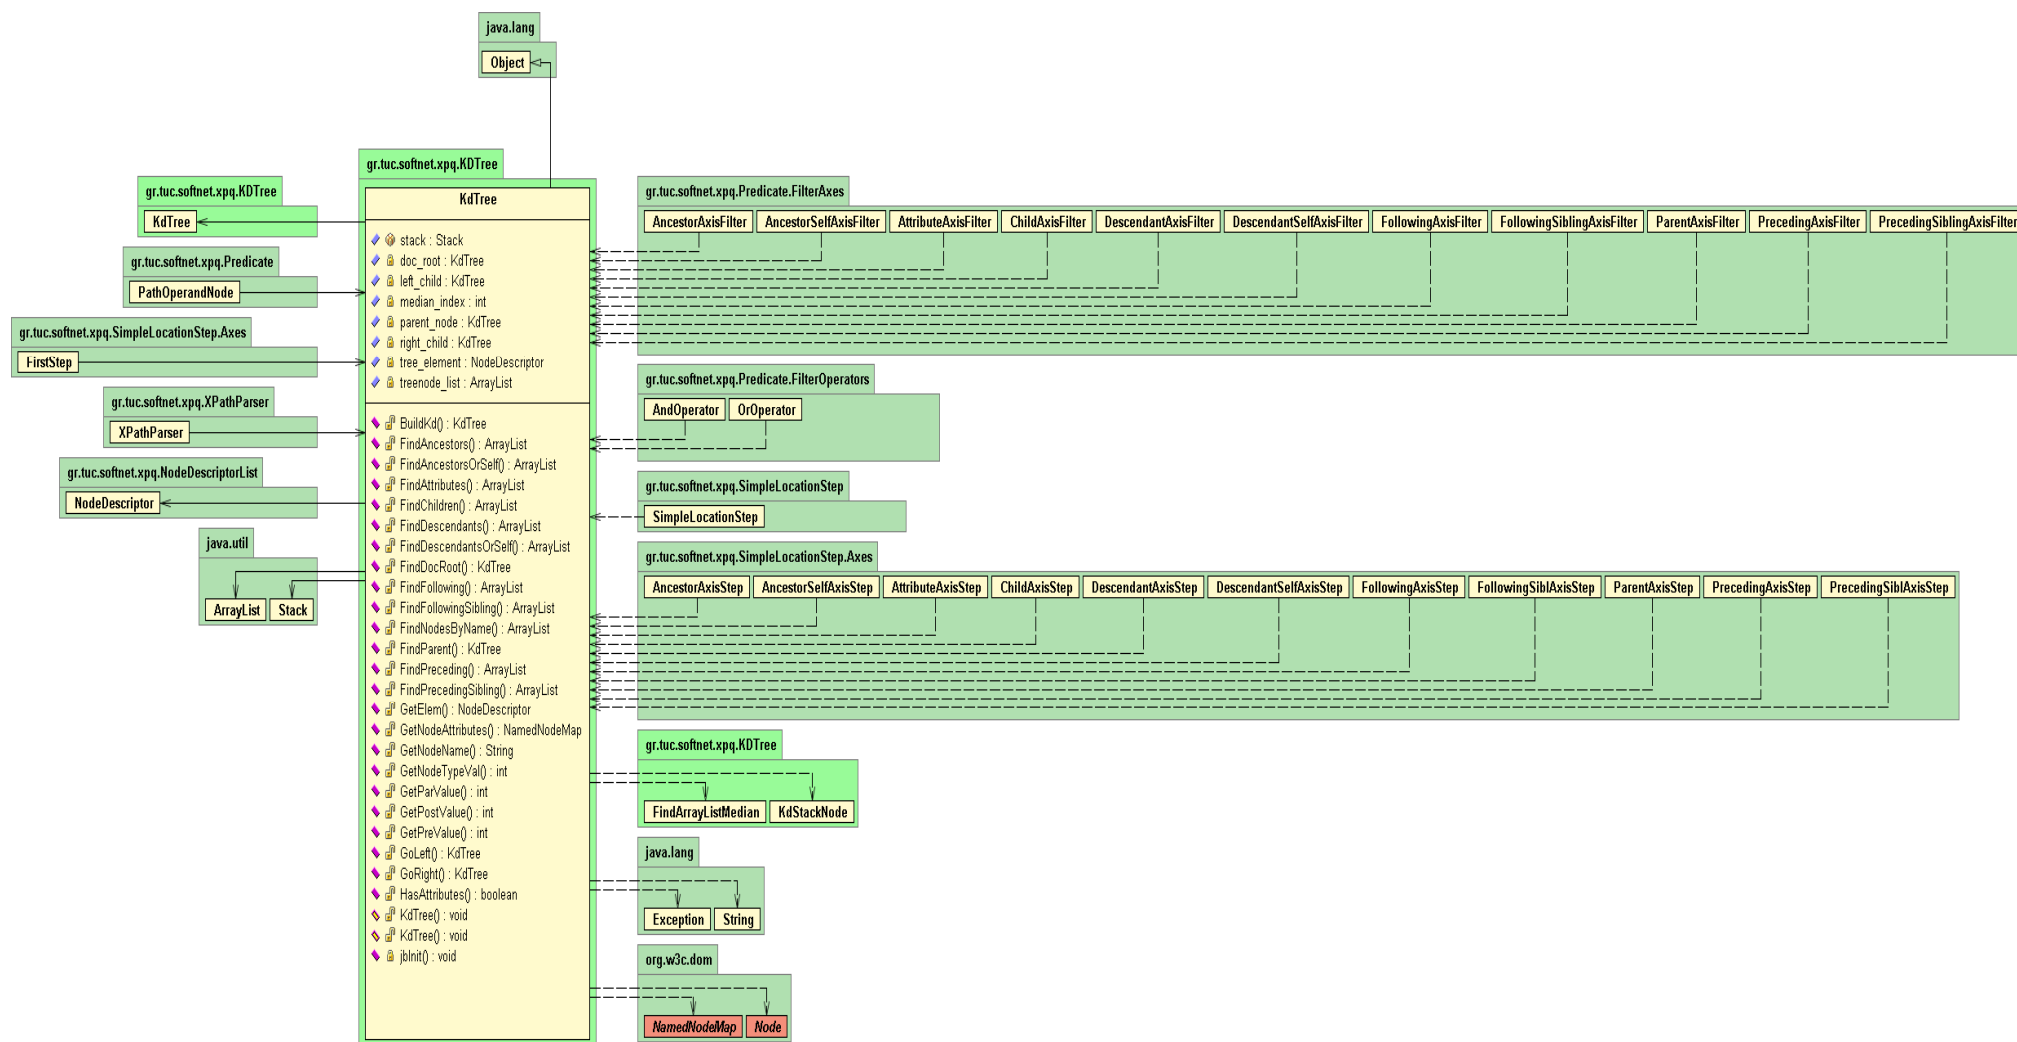 java.lang
Object
gr.tuc.softnet.xpq.KDTree
KdTree
stack : Stack
doc_root : KdTree
left_child : KdTree
median_index : int
parent_node : KdTree
right_child : KdTree
tree_element : NodeDescriptor
treenode_list : ArrayList
BuildKd() : KdTree
FindAncestors() : ArrayList
FindAncestorsOrSelf() : ArrayList
FindAttributes() : ArrayList
FindChildren() : ArrayList
FindDescendants() : ArrayList
FindDescendantsOrSelf() : ArrayList
FindDocRoot() : KdTree
FindFollowing() : ArrayList
FindFollowingSibling() : ArrayList
FindNodesByName() : ArrayList
FindParent() : KdTree
FindPreceding() : ArrayList
FindPrecedingSibling() : ArrayList
GetElem() : NodeDescriptor
GetNodeAttributes() : NamedNodeMap
GetNodeName() : String
GetNodeTypeVal() : int
GetParValue() : int
GetPostValue() : int
GetPreValue() : int
GoLeft() : KdTree
GoRight() : KdTree
HasAttributes() : boolean
KdTree() : void
KdTree() : void
jbInit() : void
gr.tuc.softnet.xpq.KDTree
KdTree
gr.tuc.softnet.xpq.Predicate
PathOperandNode
gr.tuc.softnet.xpq.SimpleLocationStep.Axes
FirstStep
gr.tuc.softnet.xpq.XPathParser
XPathParser
gr.tuc.softnet.xpq.NodeDescriptorList
NodeDescriptor
java.util
ArrayList Stack
gr.tuc.softnet.xpq.Predicate.FilterAxes
AncestorAxisFilter AncestorSelfAxisFilter AttributeAxisFilter ChildAxisFilter DescendantAxisFilter DescendantSelfAxisFilter FollowingAxisFilter FollowingSiblingAxisFilter ParentAxisFilter PrecedingAxisFilter PrecedingSiblingAxisFilter
gr.tuc.softnet.xpq.Predicate.FilterOperators
AndOperator OrOperator
gr.tuc.softnet.xpq.SimpleLocationStep
SimpleLocationStep
gr.tuc.softnet.xpq.SimpleLocationStep.Axes
AncestorAxisStep AncestorSelfAxisStep AttributeAxisStep ChildAxisStep DescendantAxisStep DescendantSelfAxisStep FollowingAxisStep FollowingSiblAxisStep ParentAxisStep PrecedingAxisStep PrecedingSiblAxisStep
gr.tuc.softnet.xpq.KDTree
FindArrayListMedian KdStackNode
java.lang
Exception String
org.w3c.dom
NamedNodeMap Node